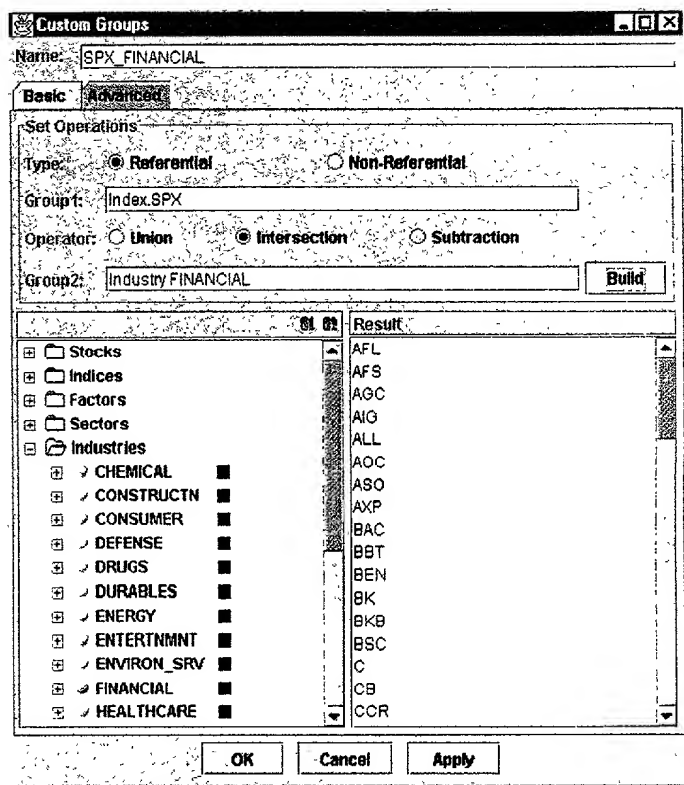 Custom Groups
Name: SPX_FINANCIAL
Basic Advanced
Set Operations
Type: Referential Non-Referential
Group1: Index.SPX
Operator: Union Intersection Subtraction
Group2: Industry FINANCIAL Build
Result
Stocks
Indices
Factors
Sectors
Industries
CHEMICAL
CONSTRUCTN
CONSUMER
DEFENSE
DRUGS
DURABLES
ENERGY
ENTERTNMNT
ENVIRON_SRV
FINANCIAL
HEALTHCARE
AFL
AFS
AGC
AIG
ALL
AOC
ASO
AXP
BAC
BBT
BEN
BK
BKB
BSC
C
CB
CCR
OK Cancel Apply